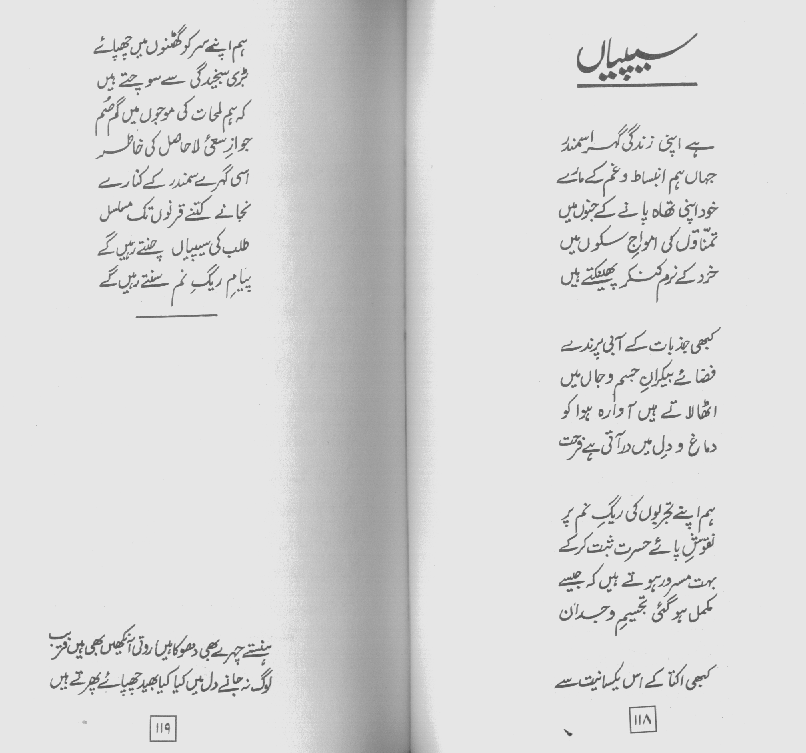 سیپیاں
ہے اپنی زندگی گہرا سمندر
جہاں ہم انبساط و غم کے مارے
خود اپنی تھاہ پانے کے جنوں میں
تمنّاؤں کی امواجِ سکوں میں
خرد کے نرم کنکر پھینکتے ہیں
کبھی جذبات کے آبی پرندے
فضائے بیکرانِ جسم و جاں میں
اٹھا لاتے ہیں آوارہ ہوا کو
دماغ و دل میں در آتی ہے فرحت
ہم اپنے تجربوں کی ریگِ نم پر
نقوشِ پائے حسرت ثبت کر کے
بہت مسرور ہوتے ہیں کہ جیسے
مکمل ہو گئی تجسیمِ وجدان
کبھی اکتا کے اس یکسانیت سے
۱۱۸
ہم اپنے سر کو گھٹنوں میں چھپائے
بڑی سنجیدگی سے سوچتے ہیں
کہ ہم لمحات کی موجوں میں گم صُم
جوازِ سعیٔ لاحاصل کی خاطر
اسی گہرے سمندر کے کنارے
نجانے کتنے قرنوں تک مسلسل
طلب کی سیپیاں چنتے رہیں گے
پیامِ ریگِ نم سنتے رہیں گے
ہنستے چہرے بھی دھوکا ہیں روتی آنکھیں بھی ہیں فریب
لوگ نہ جانے دل میں کیا کیا بھید چھپائے پھرتے ہیں
۱۱۹